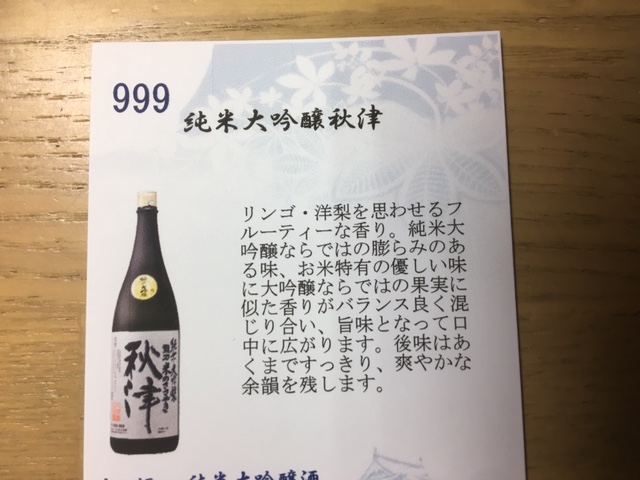 999
純米大吟醸秋津
リンゴ・洋梨を思わせるフ
ルーティーな香り。純米大
吟醸ならではの膨らみのあ
る味、お米特有の優しい味
に大吟醸ならではの果実に
似た香りがバランス良く混
じり合い、旨味となって口
中に広がります。後味はあ
くまですっきり、爽やかな
余韻を残します。
秋津
純米大吟醸酒